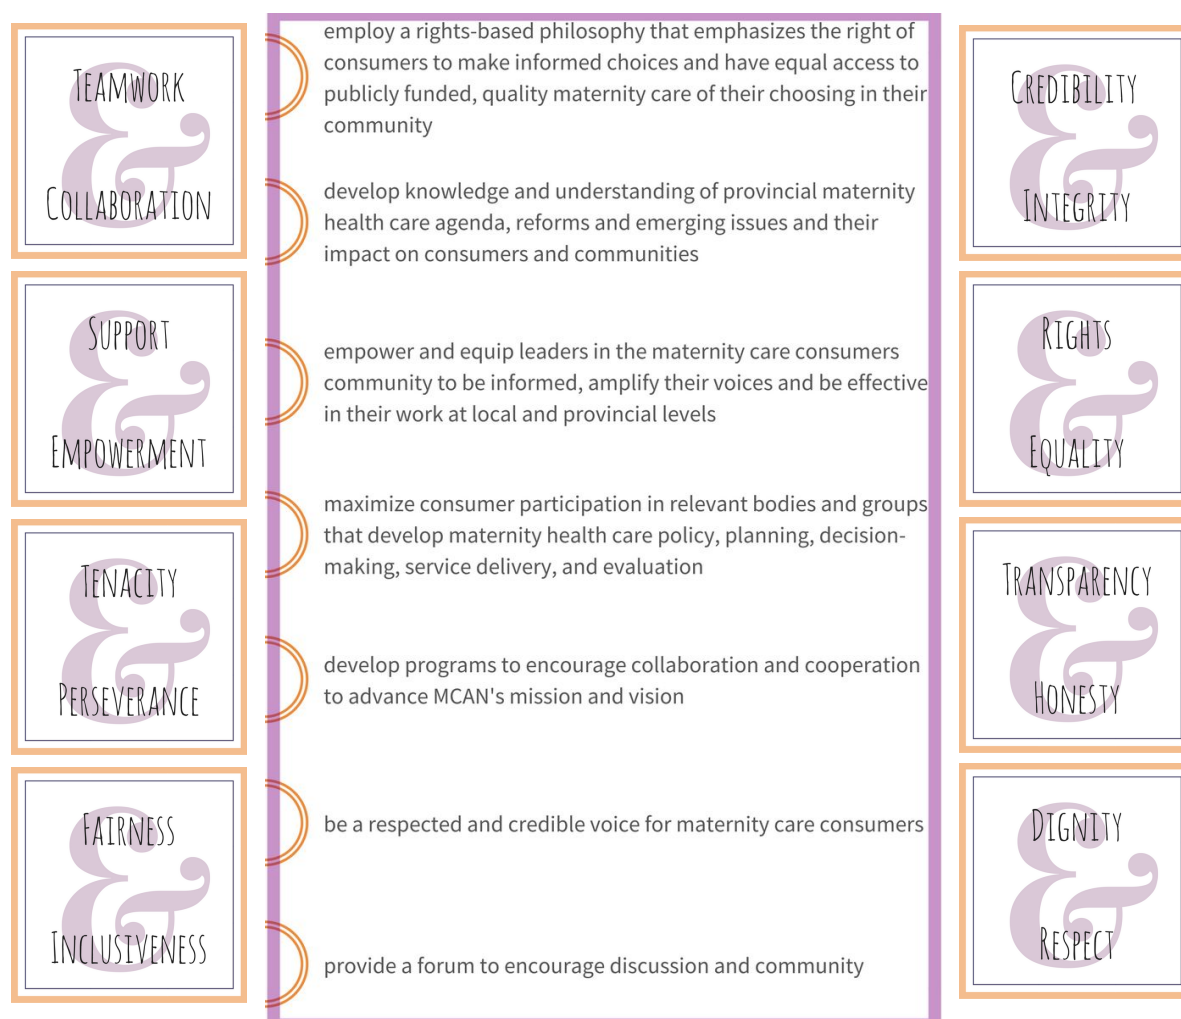 TEAMWORK
&
COLLABORATION
SUPPORT
&
EMPOWERMENT
TENACITY
&
PERSEVERANCE
FAIRNESS
&
INCLUSIVENESS
employ a rights-based philosophy that emphasizes the right of
consumers to make informed choices and have equal access to
publicly funded, quality maternity care of their choosing in their
community
develop knowledge and understanding of provincial maternity
health care agenda, reforms and emerging issues and their
impact on consumers and communities
empower and equip leaders in the maternity care consumers
community to be informed, amplify their voices and be effective
in their work at local and provincial levels
maximize consumer participation in relevant bodies and groups
that develop maternity health care policy, planning, decision-
making, service delivery, and evaluation
develop programs to encourage collaboration and cooperation
to advance MCAN's mission and vision
be a respected and credible voice for maternity care consumers
provide a forum to encourage discussion and community
CREDIBILITY
&
INTEGRITY
RIGHTS
&
EQUALITY
TRANSPARENCY
&
HONESTY
DIGNITY
&
RESPECT